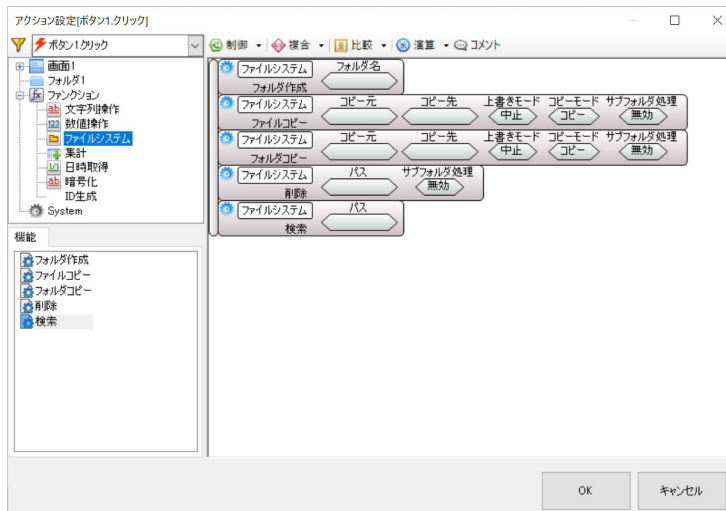 アクション設定[ボタン1.クリック]
ボタン1.クリック
制御 複合 比較 演算 コメント
画面1
フォルダ1
fx ファンクション
ab 文字列操作
123 数値操作
ファイルシステム
集計
1/1 日時取得
ab 暗号化
ID生成
System
機能
フォルダ作成
ファイルコピー
フォルダコピー
削除
検索
ファイルシステム フォルダ名
フォルダ作成
ファイルシステム コピー元 コピー先 上書きモード コピーモード サブフォルダ処理
ファイルコピー 中止 コピー 無効
ファイルシステム コピー元 コピー先 上書きモード コピーモード サブフォルダ処理
フォルダコピー 中止 コピー 無効
ファイルシステム パス サブフォルダ処理
削除 無効
ファイルシステム パス
検索
OK キャンセル